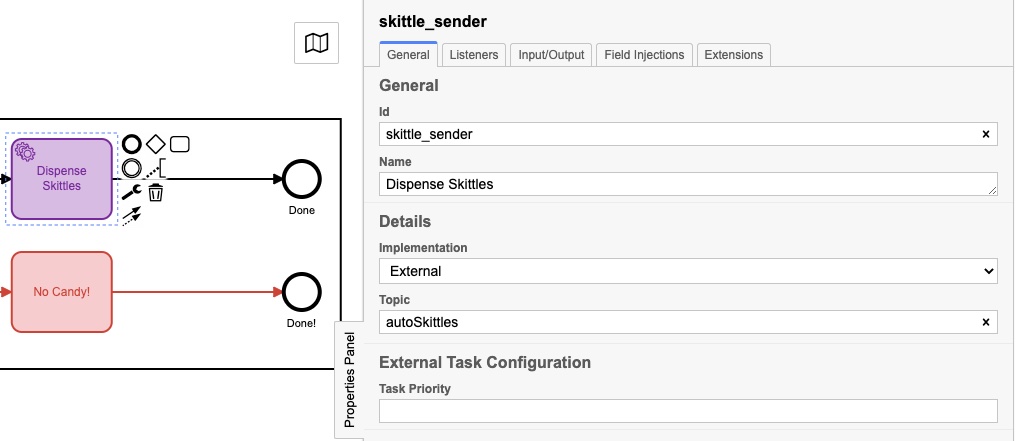 Dispense
Skittles
Done
No Candy!
Done!
Properties Panel
skittle_sender
General
Listeners
Input/Output
Field Injections
Extensions
General
Id
skittle_sender
Name
Dispense Skittles
Details
Implementation
External
Topic
autoSkittles
External Task Configuration
Task Priority